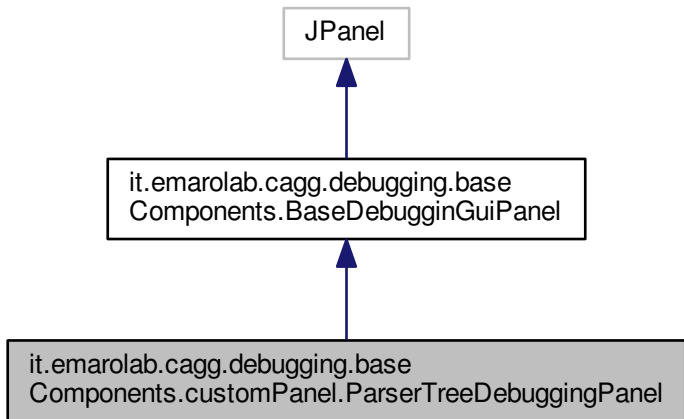 JPanel
it.emarolab.cagg.debugging.base
Components.BaseDebugginGuiPanel
it.emarolab.cagg.debugging.base
Components.customPanel.ParserTreeDebuggingPanel